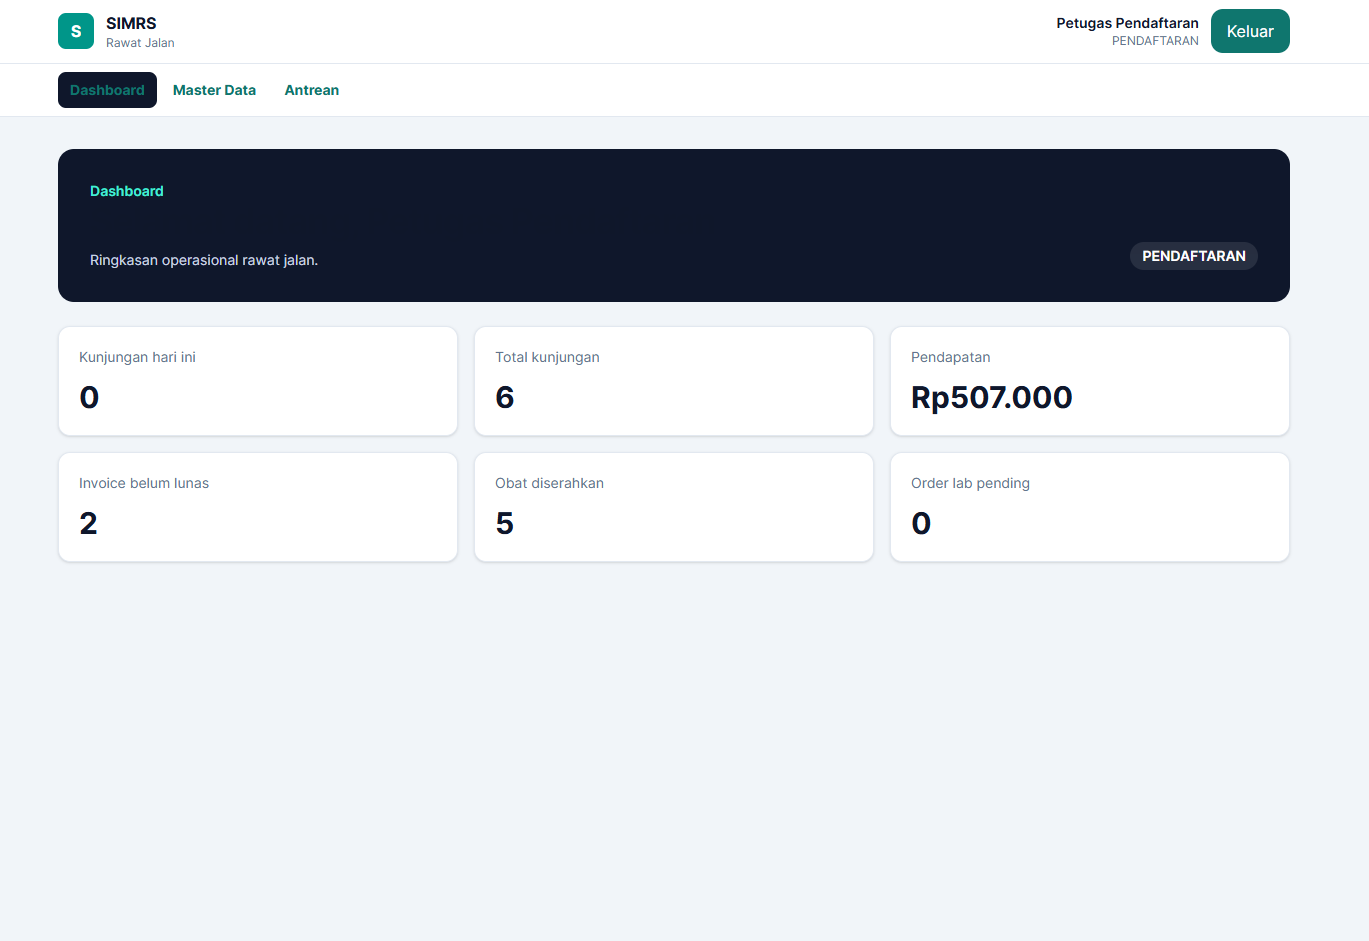 S
SIMRS
Rawat Jalan
Petugas Pendaftaran
PENDAFTARAN
Keluar
Dashboard
Master Data
Antrean
Dashboard
Ringkasan operasional rawat jalan.
PENDAFTARAN
Kunjungan hari ini
0
Total kunjungan
6
Pendapatan
Rp507.000
Invoice belum lunas
2
Obat diserahkan
5
Order lab pending
0